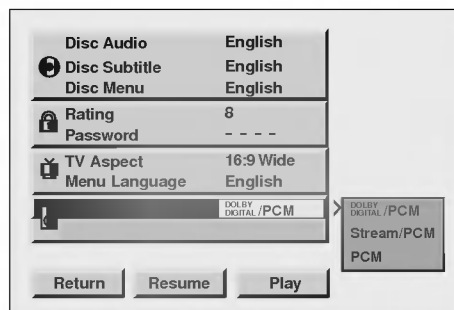 Disc Audio English
Disc Subtitle English
Disc Menu English
Rating 8
Password – – – –
TV Aspect 16:9 Wide
Menu Language English
DOLBY DIGITAL /PCM
DOLBY DIGITAL /PCM
Stream/PCM
PCM
Return Resume Play